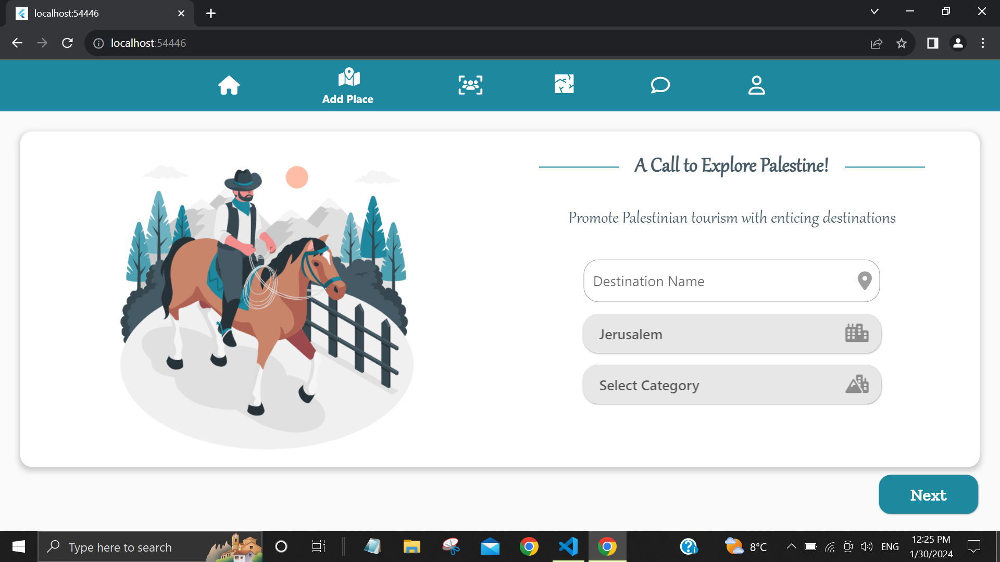 localhost:54446
localhost:54446
Add Place
A Call to Explore Palestine!
Promote Palestinian tourism with enticing destinations
Destination Name
Jerusalem
Select Category
Next
Type here to search
8°C
ENG
12:25 PM
1/30/2024